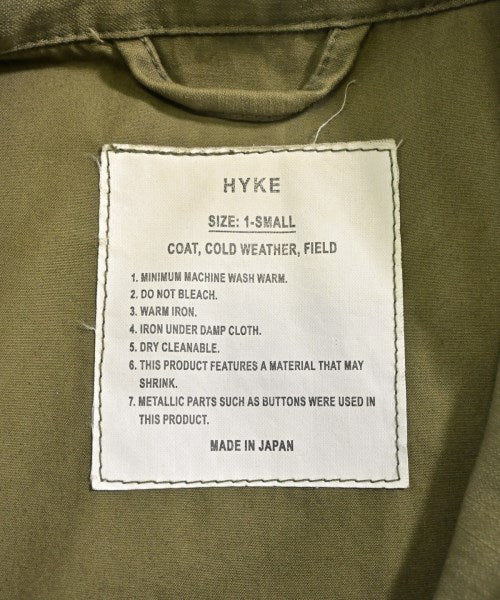 HYKE
SIZE: 1-SMALL
COAT, COLD WEATHER, FIELD
1. MINIMUM MACHINE WASH WARM.
2. DO NOT BLEACH.
3. WARM IRON.
4. IRON UNDER DAMP CLOTH.
5. DRY CLEANABLE.
6. THIS PRODUCT FEATURES A MATERIAL THAT MAY
SHRINK.
7. METALLIC PARTS SUCH AS BUTTONS WERE USED IN
THIS PRODUCT.
MADE IN JAPAN